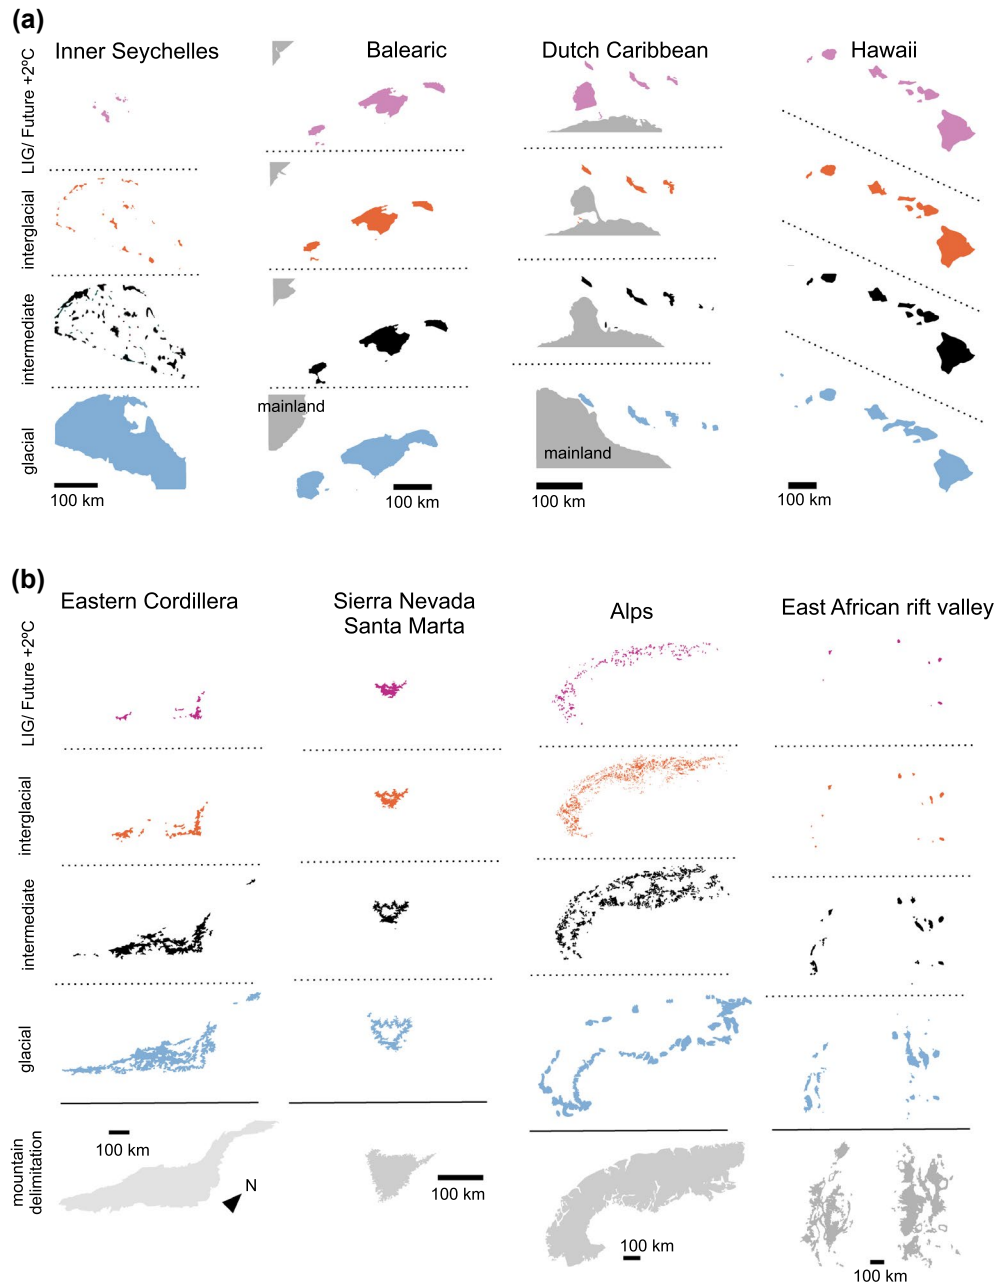 (a)
Inner Seychelles
Balearic
Dutch Caribbean
Hawaii
LIG/ Future +2ºC
interglacial
intermediate
glacial
mainland
mainland
100 km
100 km
100 km
100 km
(b)
Eastern Cordillera
Sierra Nevada
Santa Marta
Alps
East African rift valley
LIG/ Future +2ºC
interglacial
intermediate
glacial
mountain
delimitation
100 km
N
100 km
100 km
100 km